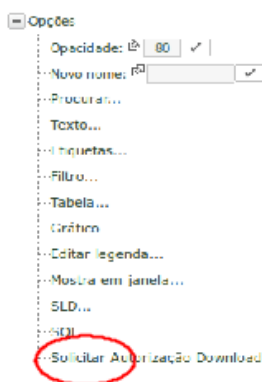 Opções
Opacidade: 80
Novo nome:
Procurar...
Texto...
Etiquetas...
Filtro...
Tabela...
Gráfico
Editar legenda...
Mostra em janela...
SLD...
SQL
Solicitar Autorização Download